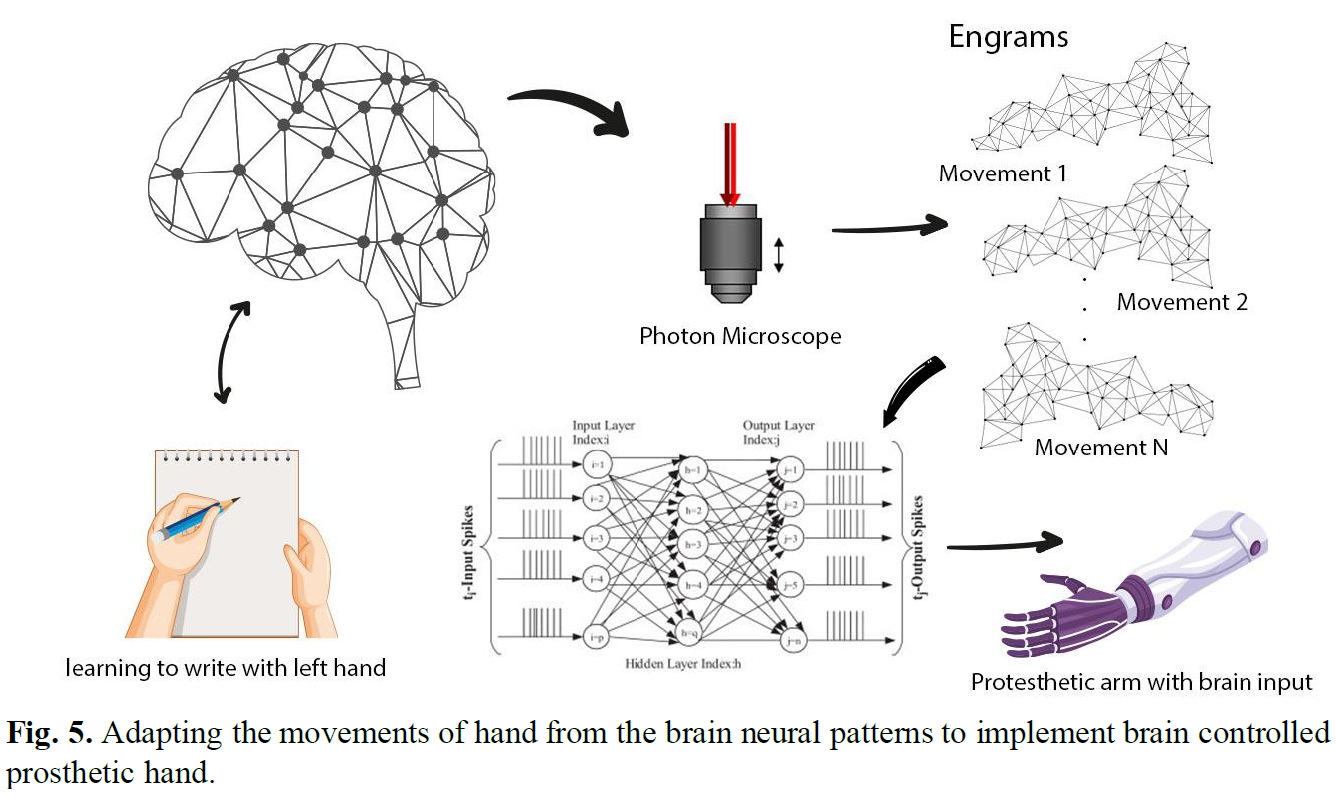 Engrams
Movement 1
Movement 2
Movement N
Photon Microscope
learning to write with left hand
Input Layer
Index:i
Output Layer
Index:j
tᵢ-Input Spikes
i=1
i=2
i=3
i=4
i=p
h=1
h=2
h=3
h=4
h=q
j=1
j=2
j=3
j=5
j=n
tⱼ-Output Spikes
Hidden Layer Index:h
Protesthetic arm with brain input
Fig. 5. Adapting the movements of hand from the brain neural patterns to implement brain controlled
prosthetic hand.